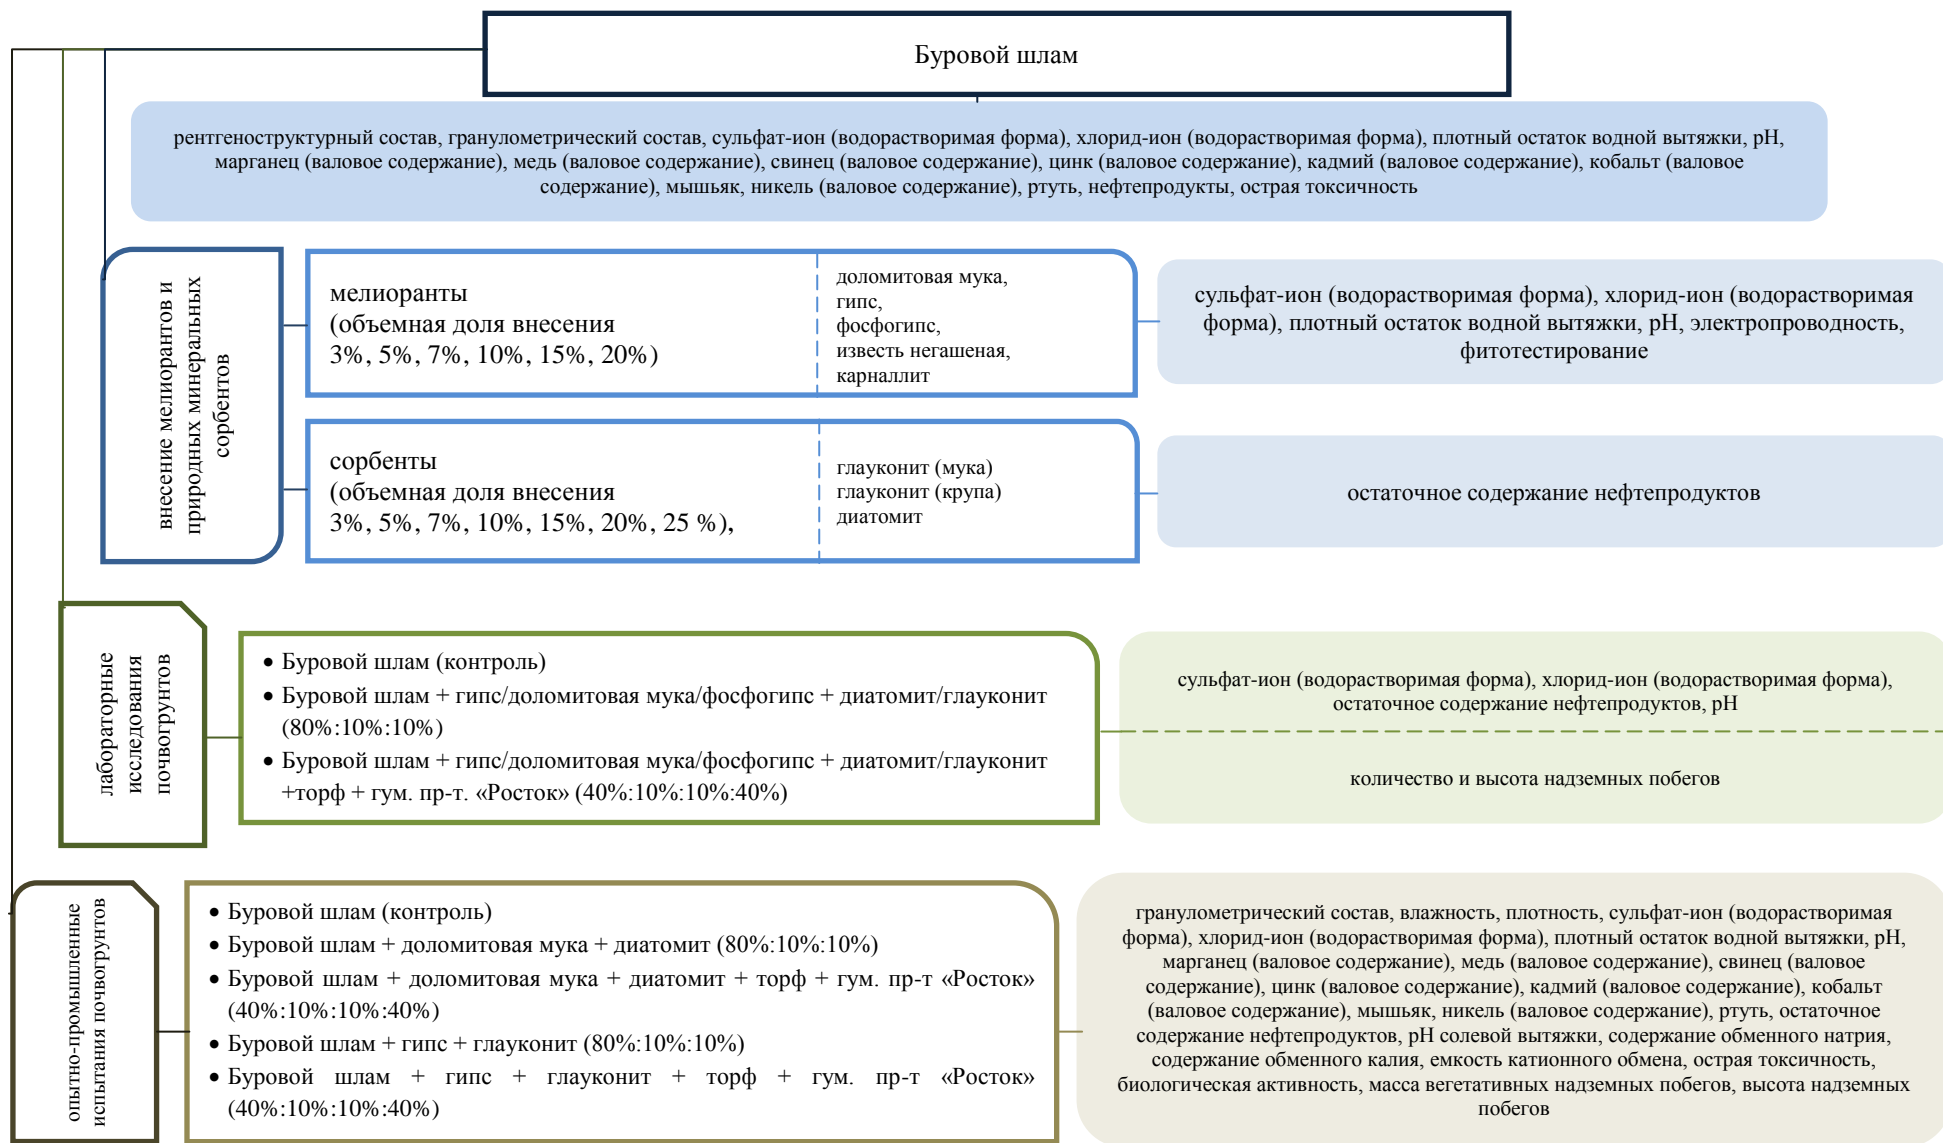 Буровой шлам
рентгеноструктурный состав, гранулометрический состав, сульфат-ион (водорастворимая форма), хлорид-ион (водорастворимая форма), плотный остаток водной вытяжки, pH,
марганец (валовое содержание), медь (валовое содержание), свинец (валовое содержание), цинк (валовое содержание), кадмий (валовое содержание), кобальт (валовое
содержание), мышьяк, никель (валовое содержание), ртуть, нефтепродукты, острая токсичность
внесение мелиорантов и
природных минеральных
сорбентов
мелиоранты
(объемная доля внесения
3%, 5%, 7%, 10%, 15%, 20%)
доломитовая мука,
гипс,
фосфогипс,
известь негашеная,
карналлит
сульфат-ион (водорастворимая форма), хлорид-ион (водорастворимая
форма), плотный остаток водной вытяжки, pH, электропроводность,
фитотестирование
сорбенты
(объемная доля внесения
3%, 5%, 7%, 10%, 15%, 20%, 25 %),
глауконит (мука)
глауконит (крупа)
диатомит
остаточное содержание нефтепродуктов
лабораторные
исследования
почвогрунтов
• Буровой шлам (контроль)
• Буровой шлам + гипс/доломитовая мука/фосфогипс + диатомит/глауконит
(80%:10%:10%)
• Буровой шлам + гипс/доломитовая мука/фосфогипс + диатомит/глауконит
+торф + гум. пр-т. «Росток» (40%:10%:10%:40%)
сульфат-ион (водорастворимая форма), хлорид-ион (водорастворимая форма),
остаточное содержание нефтепродуктов, pH
количество и высота надземных побегов
опытно-промышленные
испытания почвогрунтов
• Буровой шлам (контроль)
• Буровой шлам + доломитовая мука + диатомит (80%:10%:10%)
• Буровой шлам + доломитовая мука + диатомит + торф + гум. пр-т «Росток»
(40%:10%:10%:40%)
• Буровой шлам + гипс + глауконит (80%:10%:10%)
• Буровой шлам + гипс + глауконит + торф + гум. пр-т «Росток»
(40%:10%:10%:40%)
гранулометрический состав, влажность, плотность, сульфат-ион (водорастворимая
форма), хлорид-ион (водорастворимая форма), плотный остаток водной вытяжки, pH,
марганец (валовое содержание), медь (валовое содержание), свинец (валовое
содержание), цинк (валовое содержание), кадмий (валовое содержание), кобальт
(валовое содержание), мышьяк, никель (валовое содержание), ртуть, остаточное
содержание нефтепродуктов, pH солевой вытяжки, содержание обменного натрия,
содержание обменного калия, емкость катионного обмена, острая токсичность,
биологическая активность, масса вегетативных надземных побегов, высота надземных
побегов